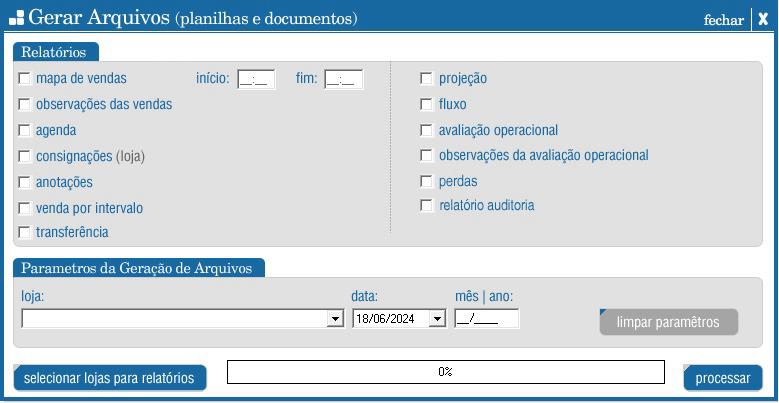 Gerar Arquivos (planilhas e documentos)
fechar | X
Relatórios
mapa de vendas início: __:__ fim: __:__
observações das vendas
agenda
consignações (loja)
anotações
venda por intervalo
transferência
projeção
fluxo
avaliação operacional
observações da avaliação operacional
perdas
relatório auditoria
Parametros da Geração de Arquivos
loja: data: mês | ano:
18/06/2024 __/____
limpar paramêtros
selecionar lojas para relatórios 0% processar